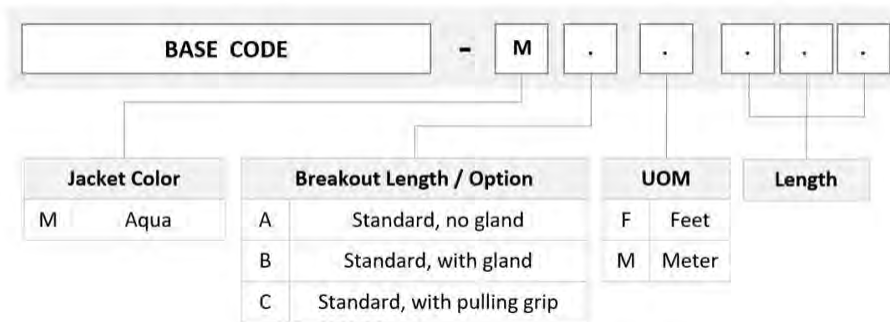 BASE CODE - M . . . . .
Jacket Color
M Aqua
Breakout Length / Option
A Standard, no gland
B Standard, with gland
C Standard, with pulling grip
UOM
F Feet
M Meter
Length